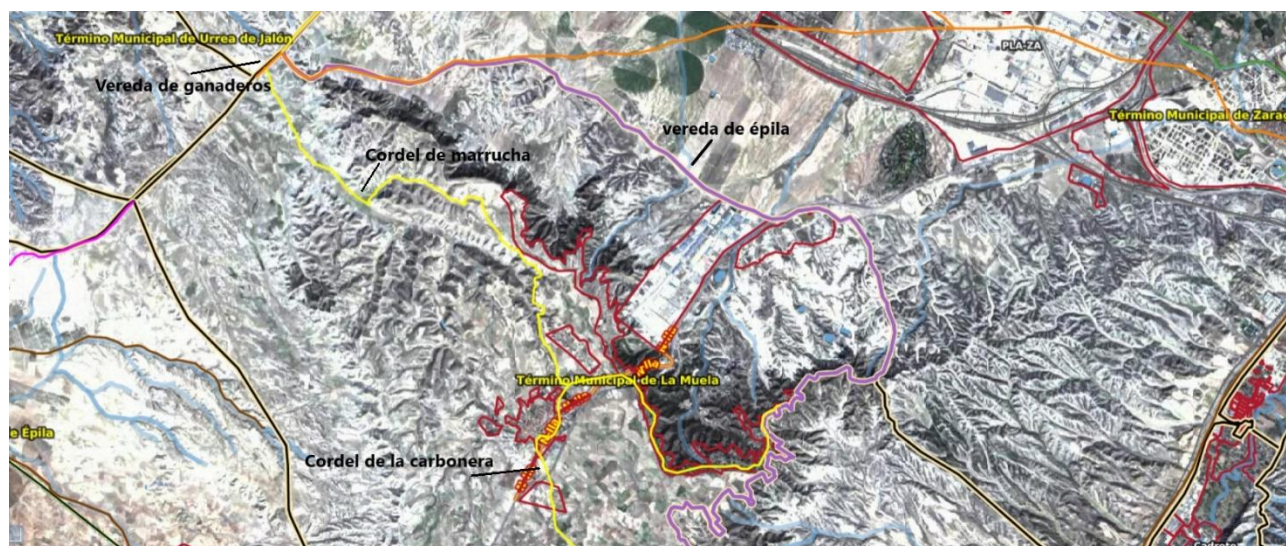 Término Municipal de Urrea de Jalón
PLA-ZA
Vereda de ganaderos
Término Municipal de Zarag
vereda de épila
Cordel de marrucha
Término Municipal de La Muela
e Épila
Cordel de la carbonera
Cadrete